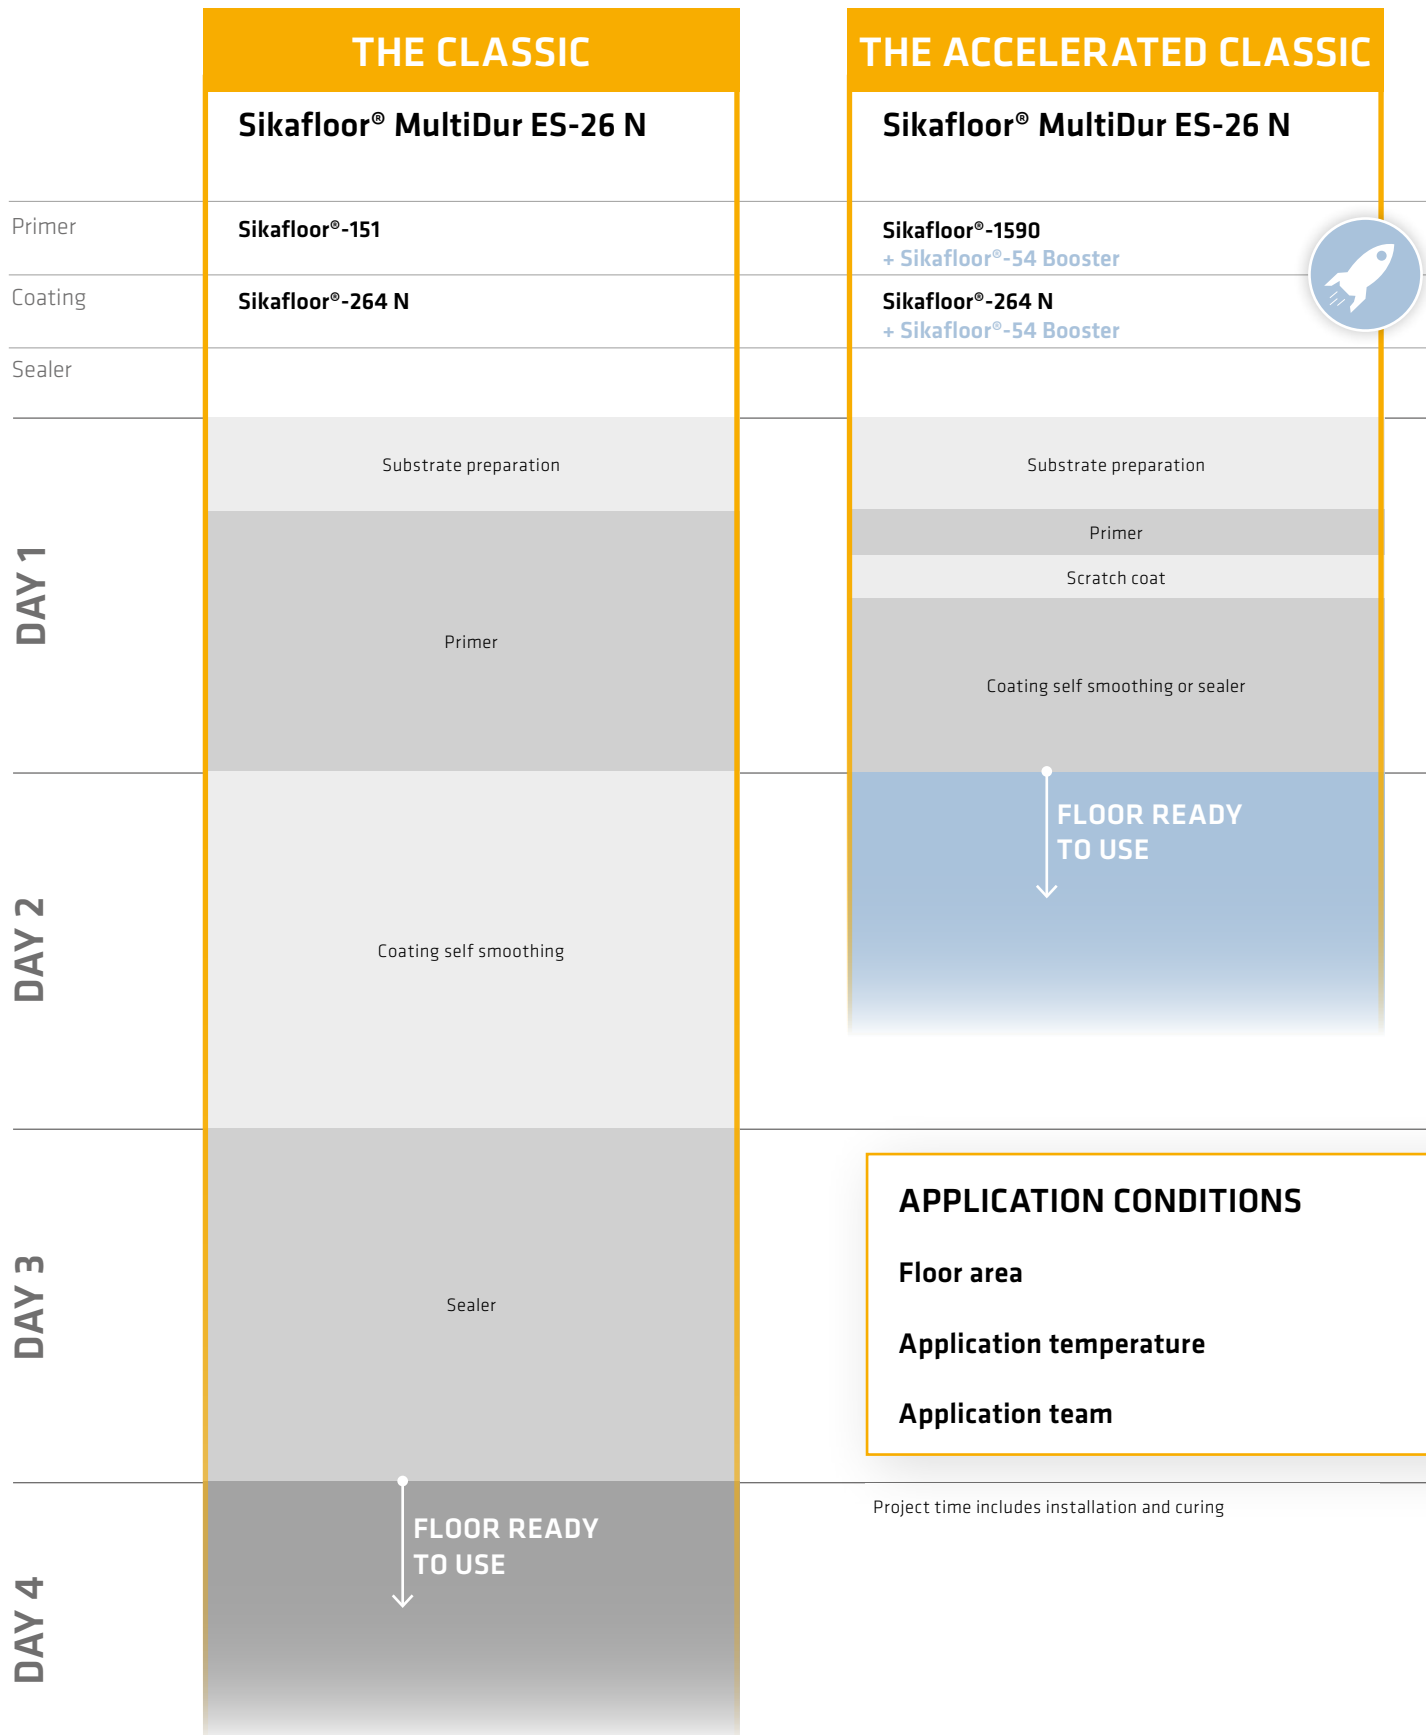 THE CLASSIC
THE ACCELERATED CLASSIC
Sikafloor® MultiDur ES-26 N
Sikafloor® MultiDur ES-26 N
Primer
Sikafloor®-151
Sikafloor®-1590
+ Sikafloor®-54 Booster
Coating
Sikafloor®-264 N
Sikafloor®-264 N
+ Sikafloor®-54 Booster
Sealer
DAY 1
Substrate preparation
Primer
Substrate preparation
Primer
Scratch coat
Coating self smoothing or sealer
DAY 2
Coating self smoothing
FLOOR READY
TO USE
DAY 3
Sealer
APPLICATION CONDITIONS
Floor area
Application temperature
Application team
Project time includes installation and curing
DAY 4
FLOOR READY
TO USE